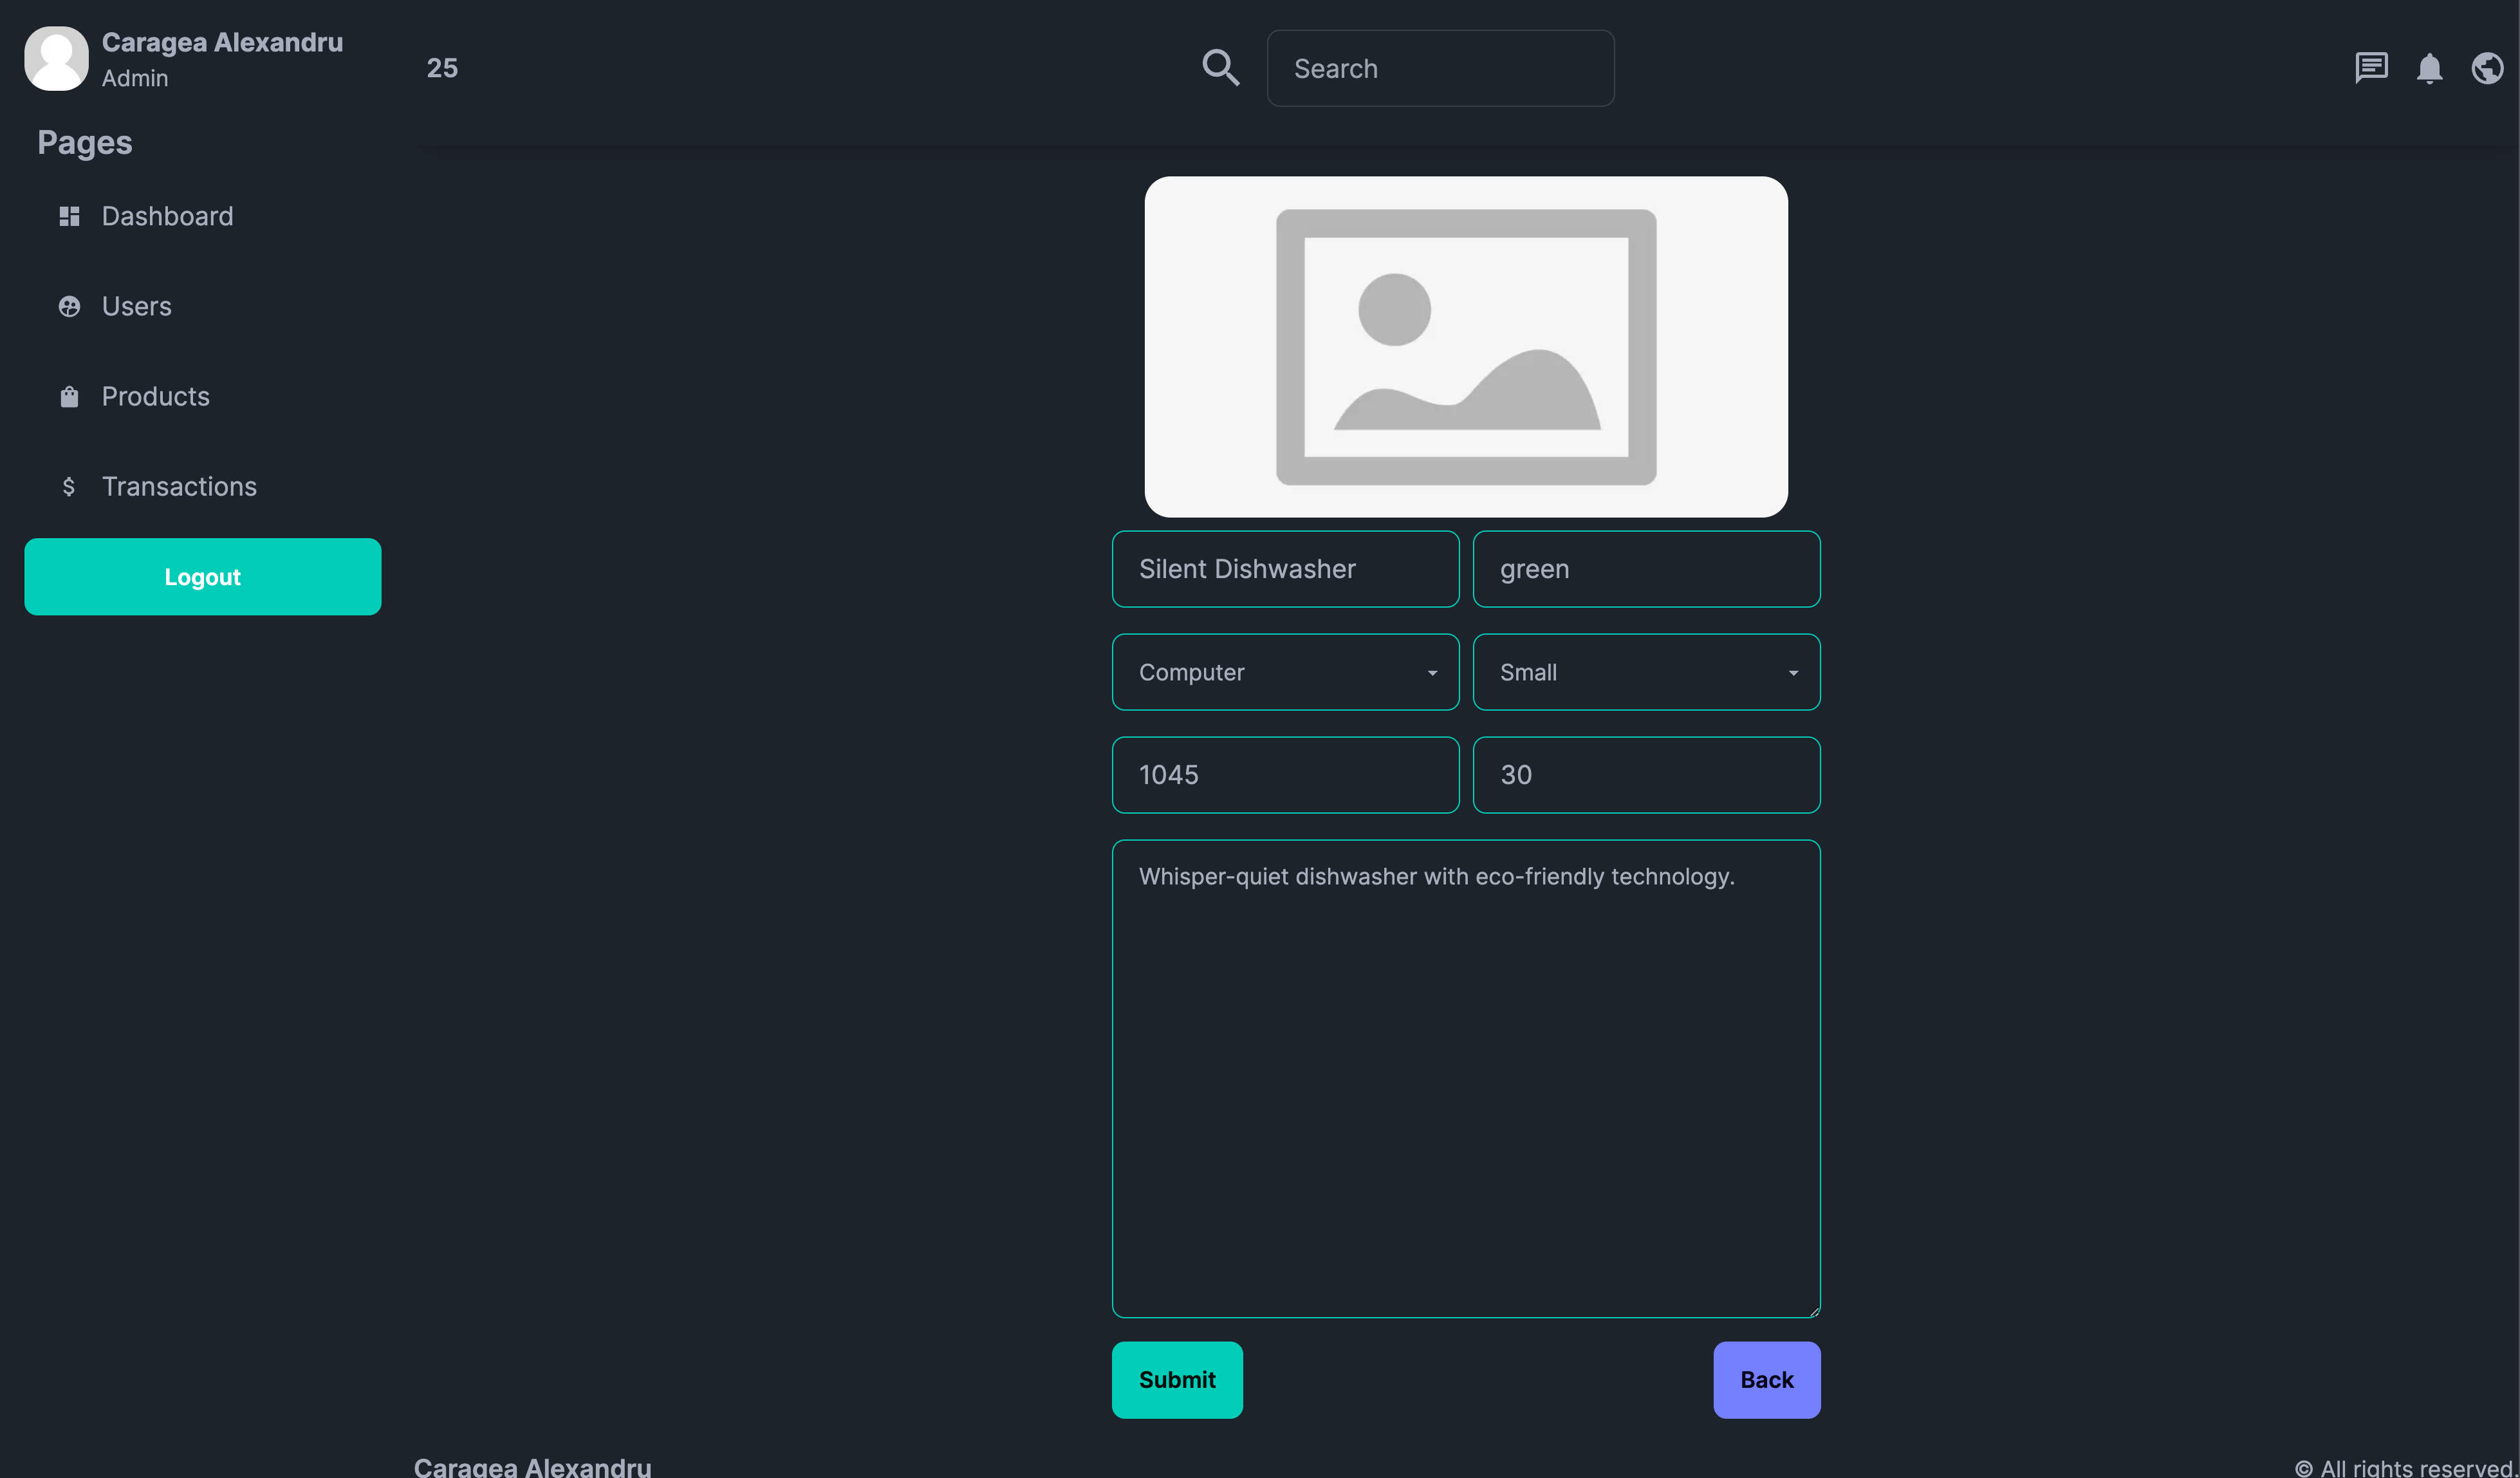 Caragea Alexandru
Admin
Pages
Dashboard
Users
Products
$ Transactions
Logout
25
Search
Silent Dishwasher
green
Computer
Small
1045
30
Whisper-quiet dishwasher with eco-friendly technology.
Submit
Back
Caragea Alexandru
© All rights reserved